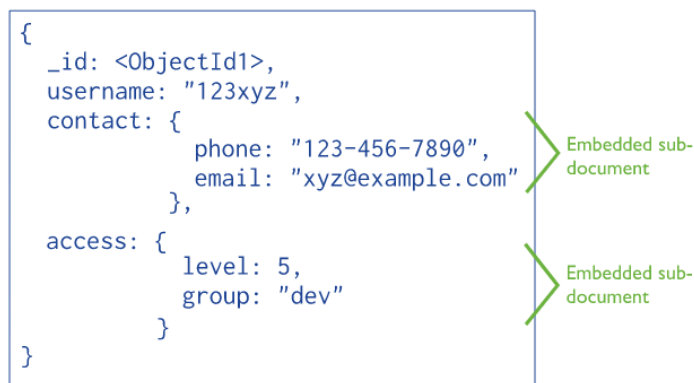 {
_id: <ObjectId1>,
username: "123xyz",
contact: {
phone: "123-456-7890",
email: "xyz@example.com"
},
access: {
level: 5,
group: "dev"
}
}
Embedded sub-
document
Embedded sub-
document